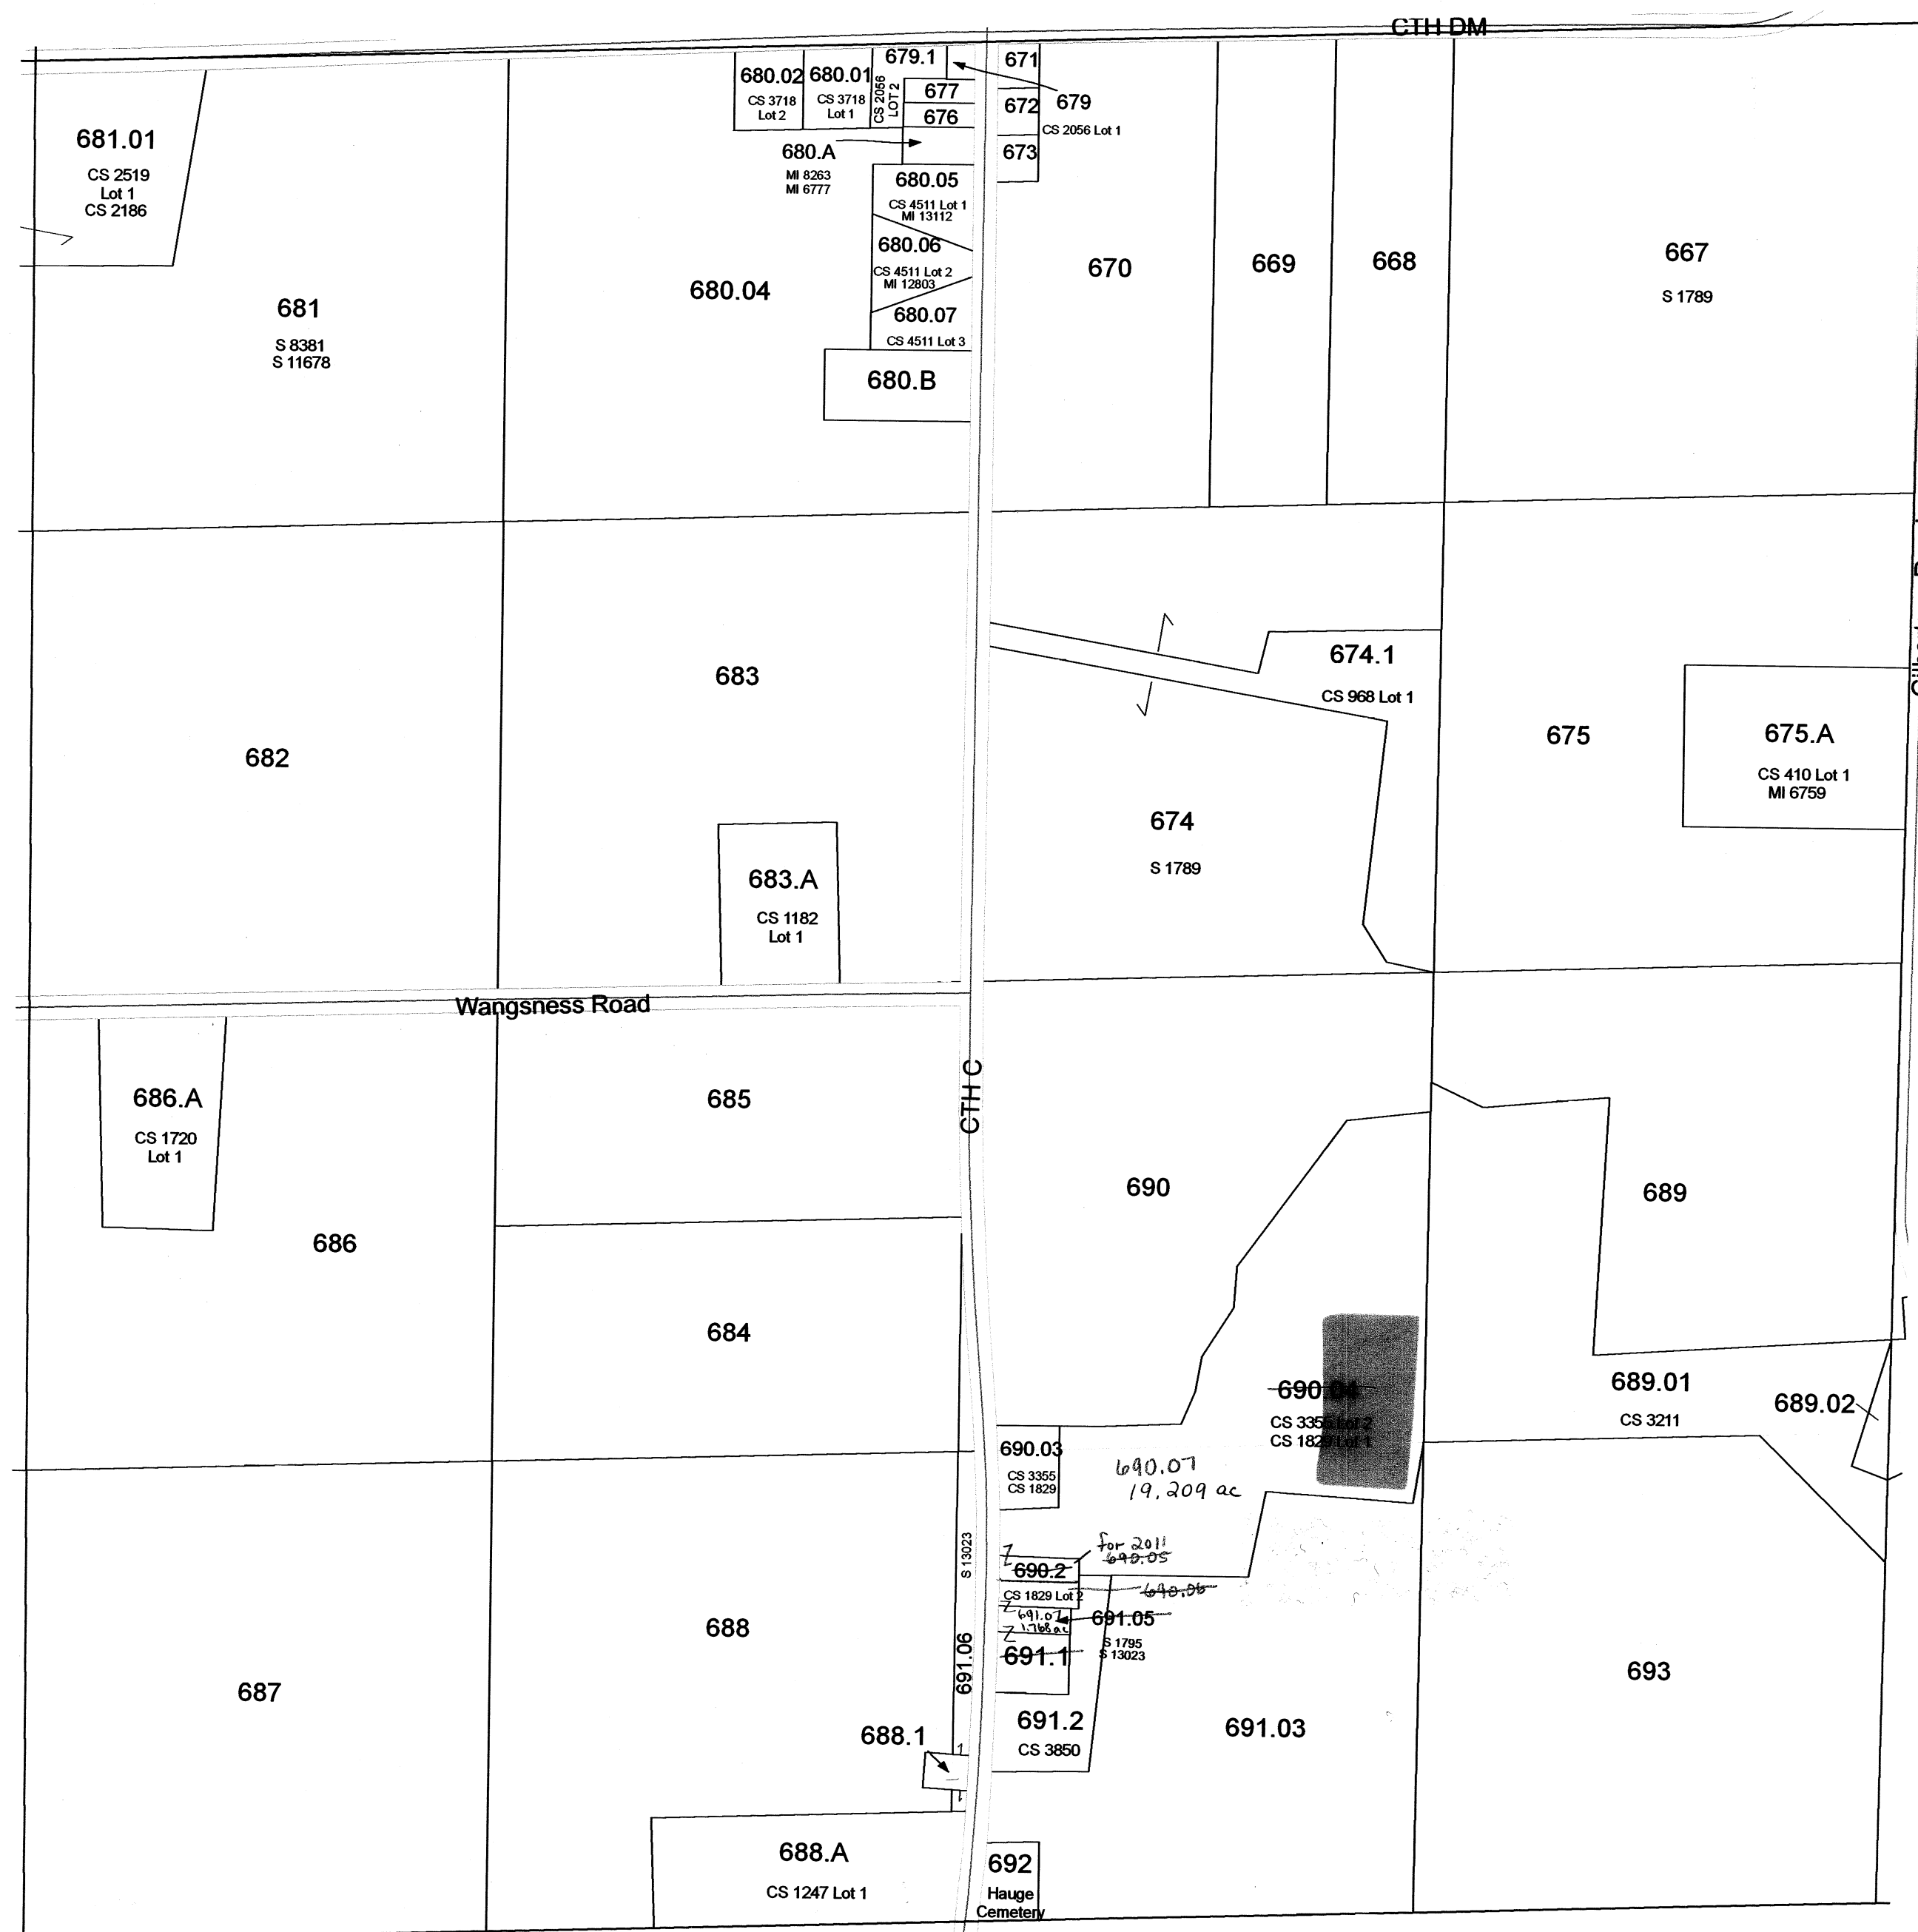 CTH DM
679.1
671
680.02
680.01
CS 2056
LOT 2
677
672
679
CS 3718
Lot 2
CS 3718
Lot 1
676
CS 2056 Lot 1
681.01
CS 2519
Lot 1
CS 2186
680.A
MI 8263
MI 6777
673
680.05
CS 4511 Lot 1
MI 13112
680.06
CS 4511 Lot 2
MI 12803
680.07
CS 4511 Lot 3
680.B
681
S 8381
S 11678
680.04
670
669
668
667
S 1789
683
674.1
CS 968 Lot 1
682
675
675.A
CS 410 Lot 1
MI 6759
674
S 1789
683.A
CS 1182
Lot 1
Wangsness Road
CTH C
686.A
CS 1720
Lot 1
685
690
689
686
684
690.04
CS 3355 Lot 2
CS 1829 Lot 1
689.01
CS 3211
689.02
690.03
CS 3355
CS 1829
690.07
19.209 ac
S 13023
for 2011
690.05
690.2
CS 1829 Lot 2
690.06
691.07
1.768 ac
691.05
S 1795
S 13023
691.1
688
691.06
687
693
688.1
691.2
CS 3850
691.03
688.A
CS 1247 Lot 1
692
Hauge
Cemetery